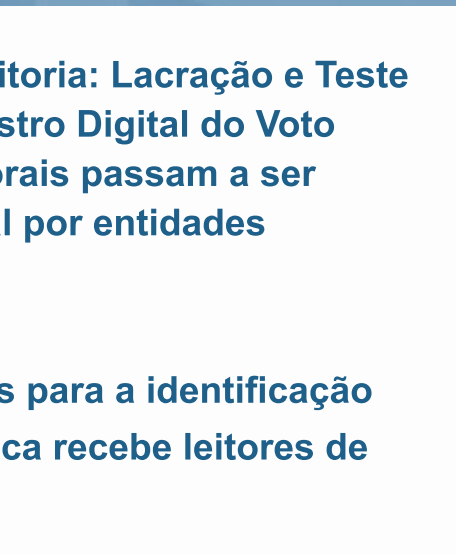 itoria: Lacração e Teste
stro Digital do Voto
orais passam a ser
l por entidades
s para a identificação
ca recebe leitores de